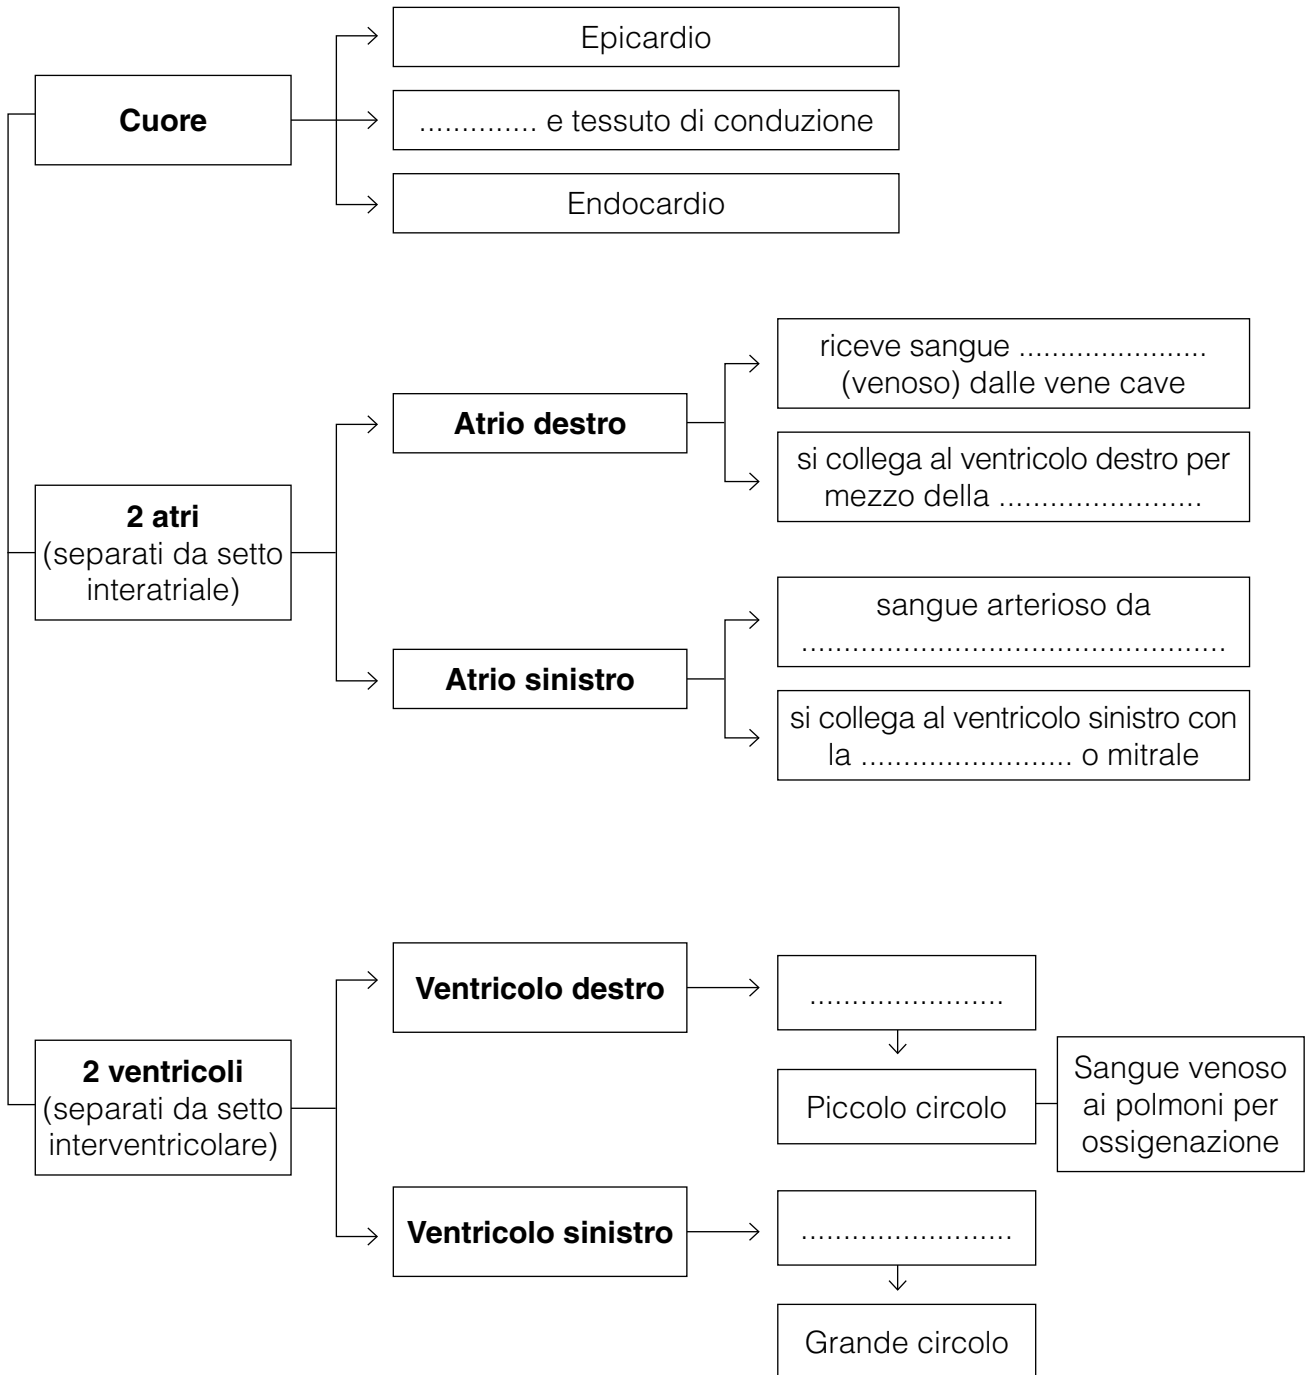 Epicardio
Cuore
.............. e tessuto di conduzione
Endocardio
riceve sangue .......................
(venoso) dalle vene cave
Atrio destro
si collega al ventricolo destro per
mezzo della ........................
2 atri
(separati da setto
interatriale)
sangue arterioso da
..................................................
Atrio sinistro
si collega al ventricolo sinistro con
la ......................... o mitrale
Ventricolo destro
.......................
2 ventricoli
(separati da setto
interventricolare)
Piccolo circolo
Sangue venoso
ai polmoni per
ossigenazione
Ventricolo sinistro
.........................
Grande circolo